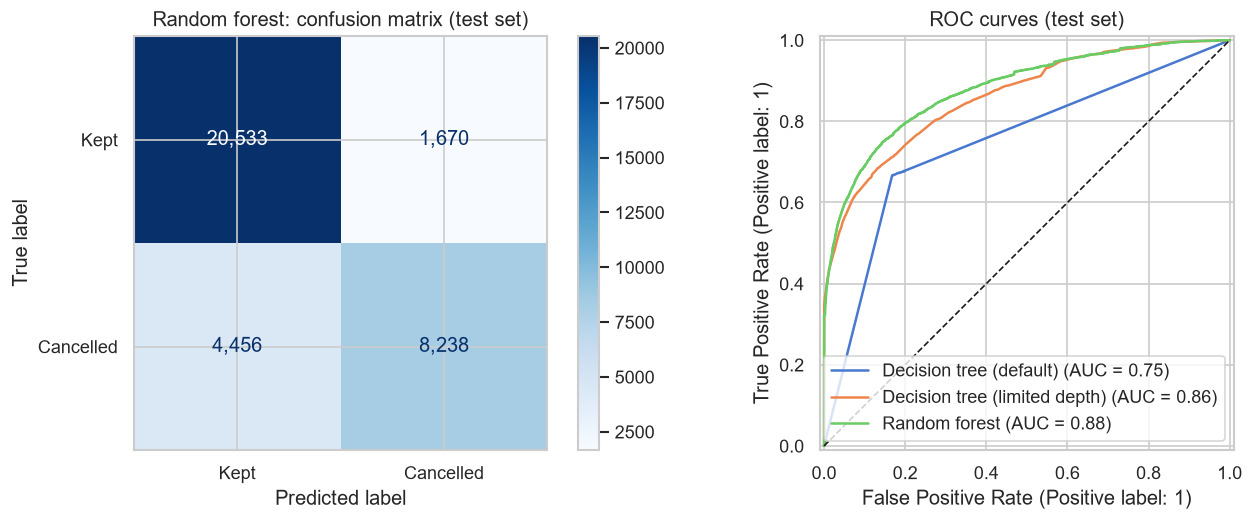 Random forest: confusion matrix (test set)
True label
Kept
Cancelled
20,533
1,670
4,456
8,238
Kept
Cancelled
Predicted label
20000
17500
15000
12500
10000
7500
5000
2500
ROC curves (test set)
True Positive Rate (Positive label: 1)
1.0
0.8
0.6
0.4
0.2
0.0
Decision tree (default) (AUC = 0.75)
Decision tree (limited depth) (AUC = 0.86)
Random forest (AUC = 0.88)
0.0
0.2
0.4
0.6
0.8
1.0
False Positive Rate (Positive label: 1)